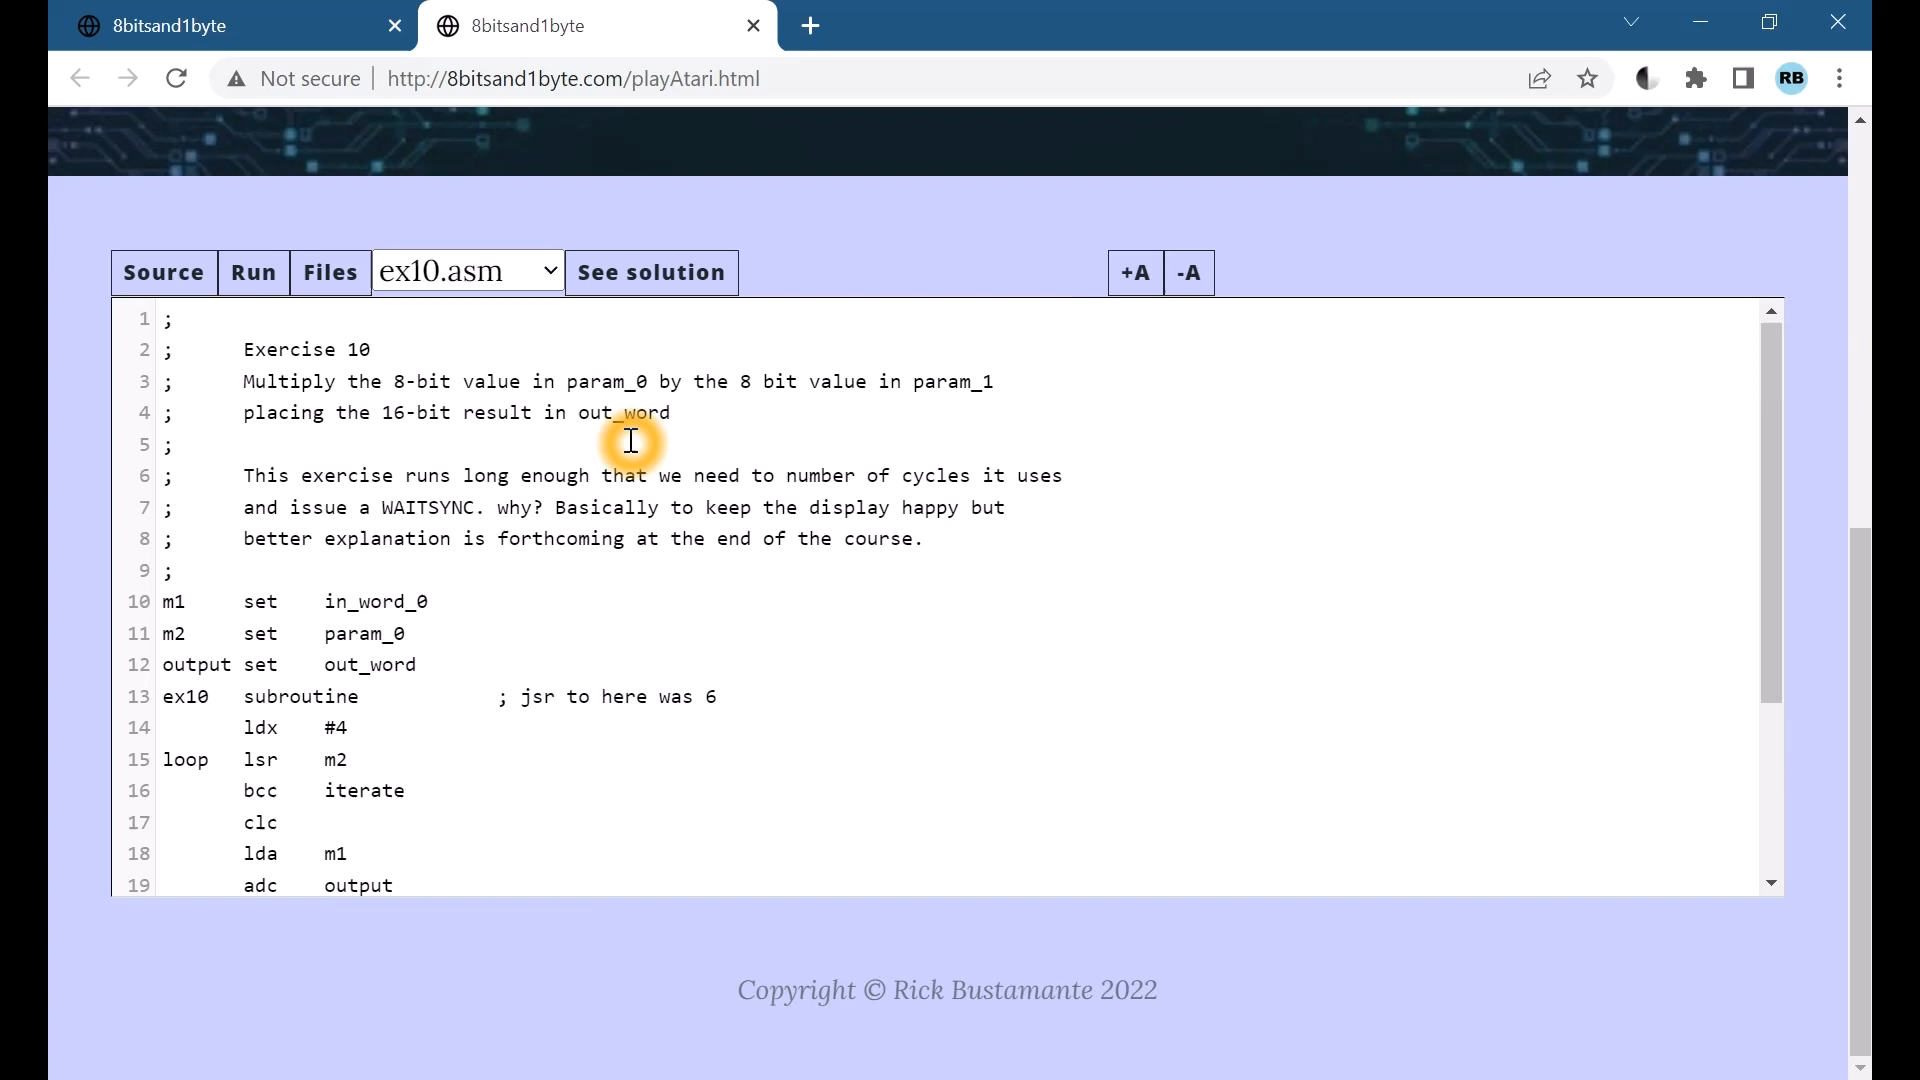 8bitsand1byte
8bitsand1byte
Not secure | http://8bitsand1byte.com/playAtari.html
RB
Source Run Files ex10.asm See solution +A -A
1 ;
2 ; Exercise 10
3 ; Multiply the 8-bit value in param_0 by the 8 bit value in param_1
4 ; placing the 16-bit result in out_word
5 ;
6 ; This exercise runs long enough that we need to number of cycles it uses
7 ; and issue a WAITSYNC. why? Basically to keep the display happy but
8 ; better explanation is forthcoming at the end of the course.
9 ;
10 m1 set in_word_0
11 m2 set param_0
12 output set out_word
13 ex10 subroutine ; jsr to here was 6
14 ldx #4
15 loop lsr m2
16 bcc iterate
17 clc
18 lda m1
19 adc output
Copyright © Rick Bustamante 2022